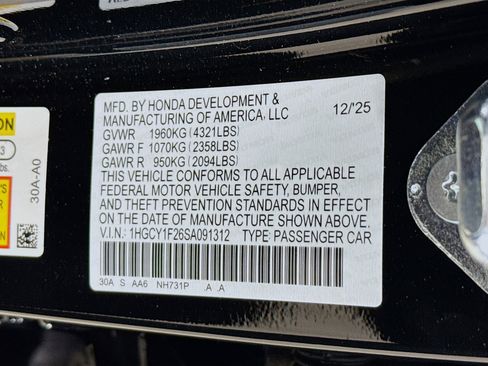 MFD. BY HONDA DEVELOPMENT &
MANUFACTURING OF AMERICA, LLC 12/'25
GVWR 1960KG (4321LBS)
GAWR F 1070KG (2358LBS)
GAWR R 950KG (2094LBS)
THIS VEHICLE CONFORMS TO ALL APPLICABLE
FEDERAL MOTOR VEHICLE SAFETY, BUMPER,
AND THEFT PREVENTION STANDARDS IN EFFECT
ON THE DATE OF MANUFACTURE SHOWN ABOVE.
V.I.N.: 1HGCY1F26SA091312 TYPE: PASSENGER CAR
30A S AA6 NH731P A A
30A-A0
ON
3